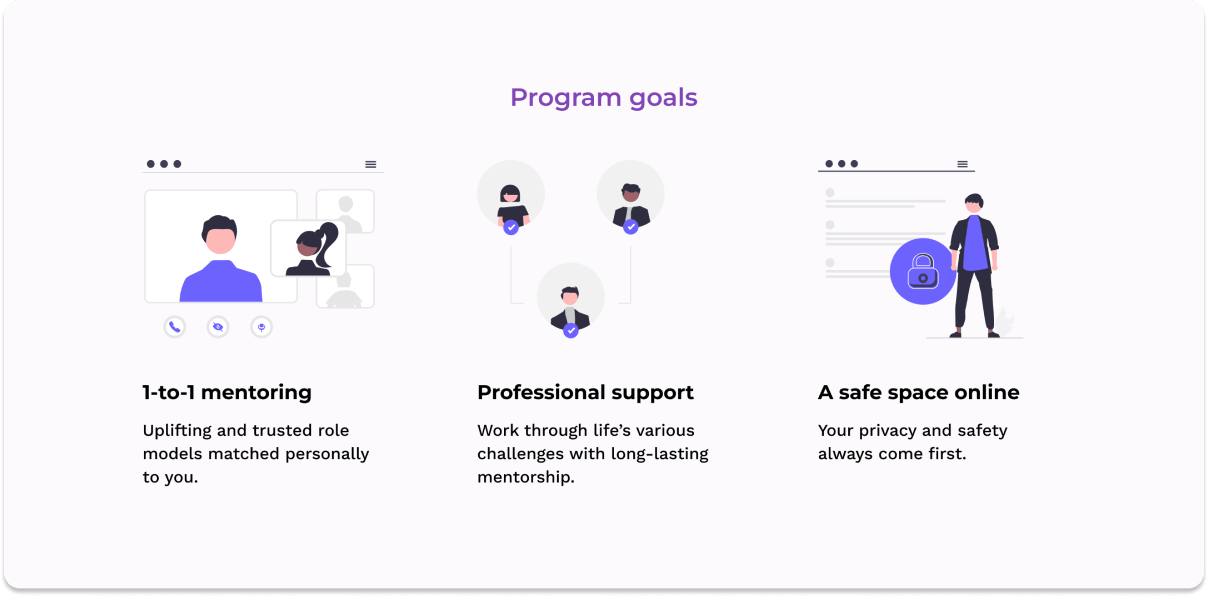 Program goals
1-to-1 mentoring
Uplifting and trusted role
models matched personally
to you.
Professional support
Work through life’s various
challenges with long-lasting
mentorship.
A safe space online
Your privacy and safety
always come first.